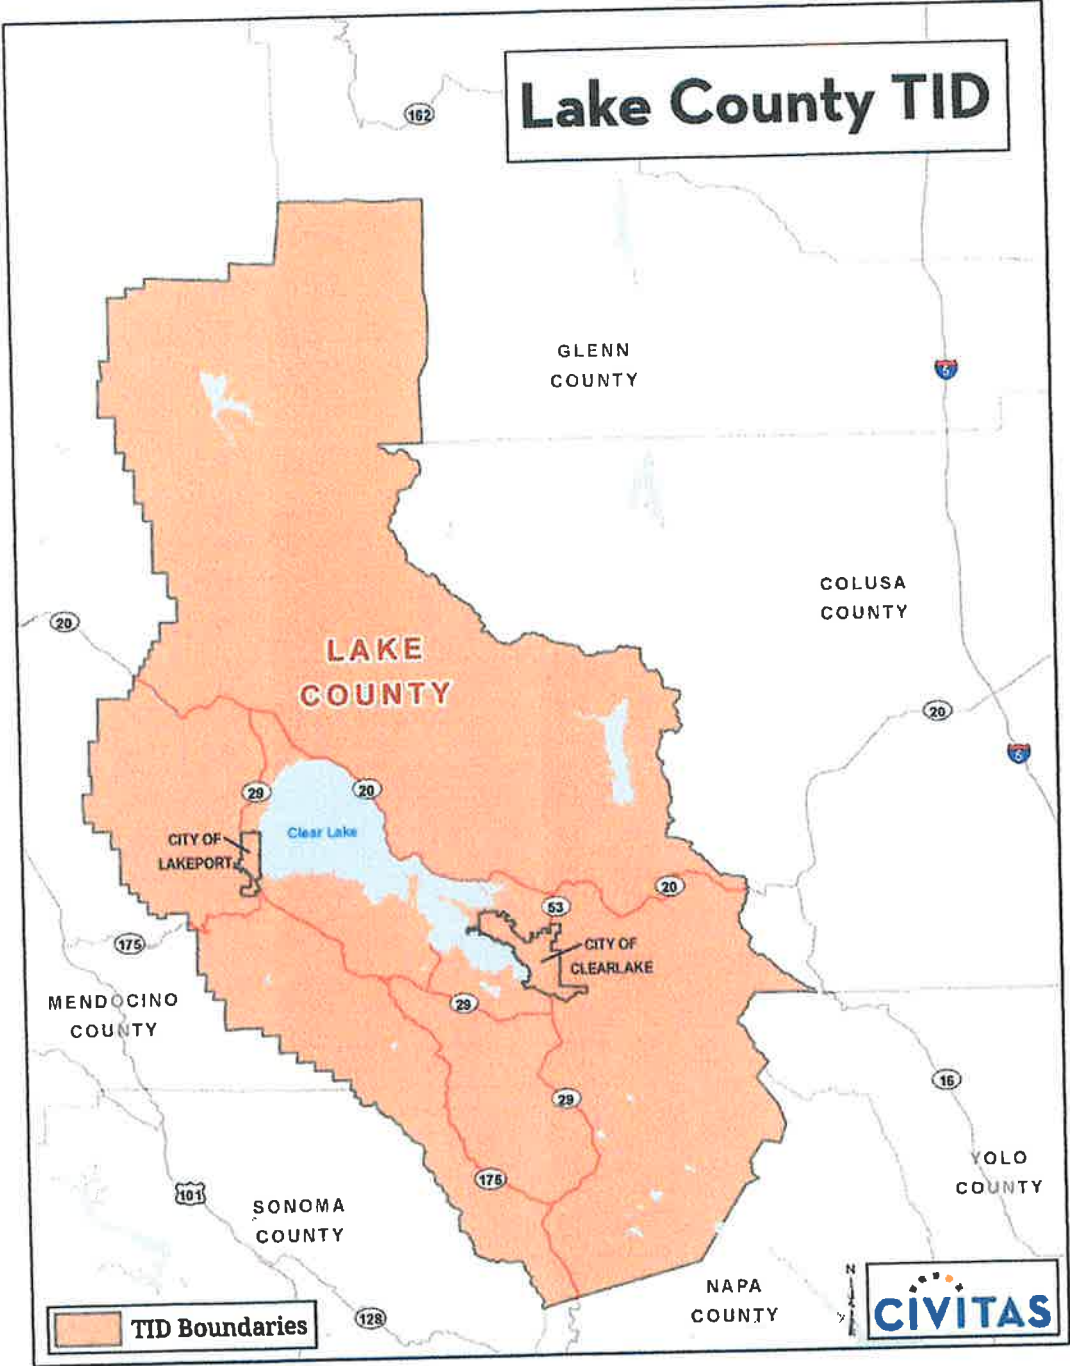 Lake County TID
162
GLENN
COUNTY
5
COLUSA
COUNTY
20
LAKE
COUNTY
20
5
29
20
Clear Lake
CITY OF
LAKEPORT
20
53
175
CITY OF
CLEARLAKE
MENDOCINO
COUNTY
29
16
29
YOLO
COUNTY
175
101
SONOMA
COUNTY
N
NAPA
COUNTY
CIVITAS
TID Boundaries
128